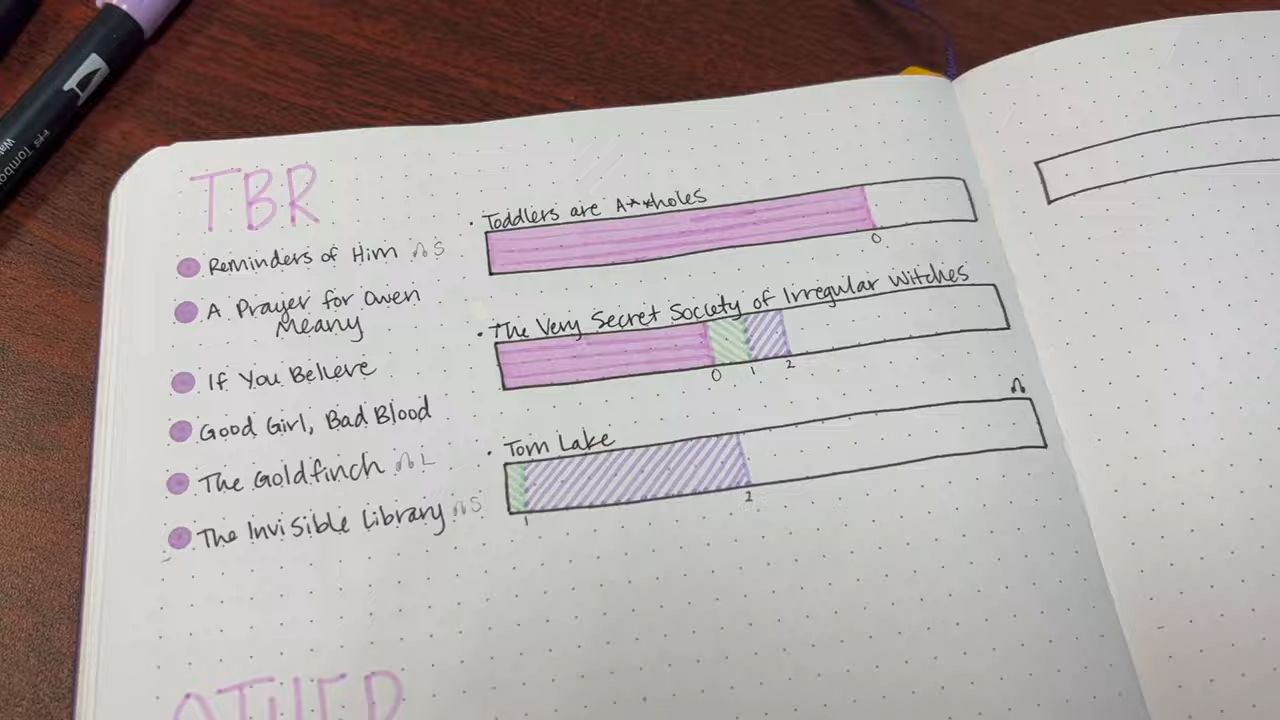 TBR
Reminders of Him S
A Prayer for Owen
Meany
If You Believe
Good Girl, Bad Blood
The Goldfinch L
The Invisible Library S
OTHER
• Toddlers are A**holes
0
• The Very Secret Society of Irregular Witches
0 1 2
• Tom Lake
1 2